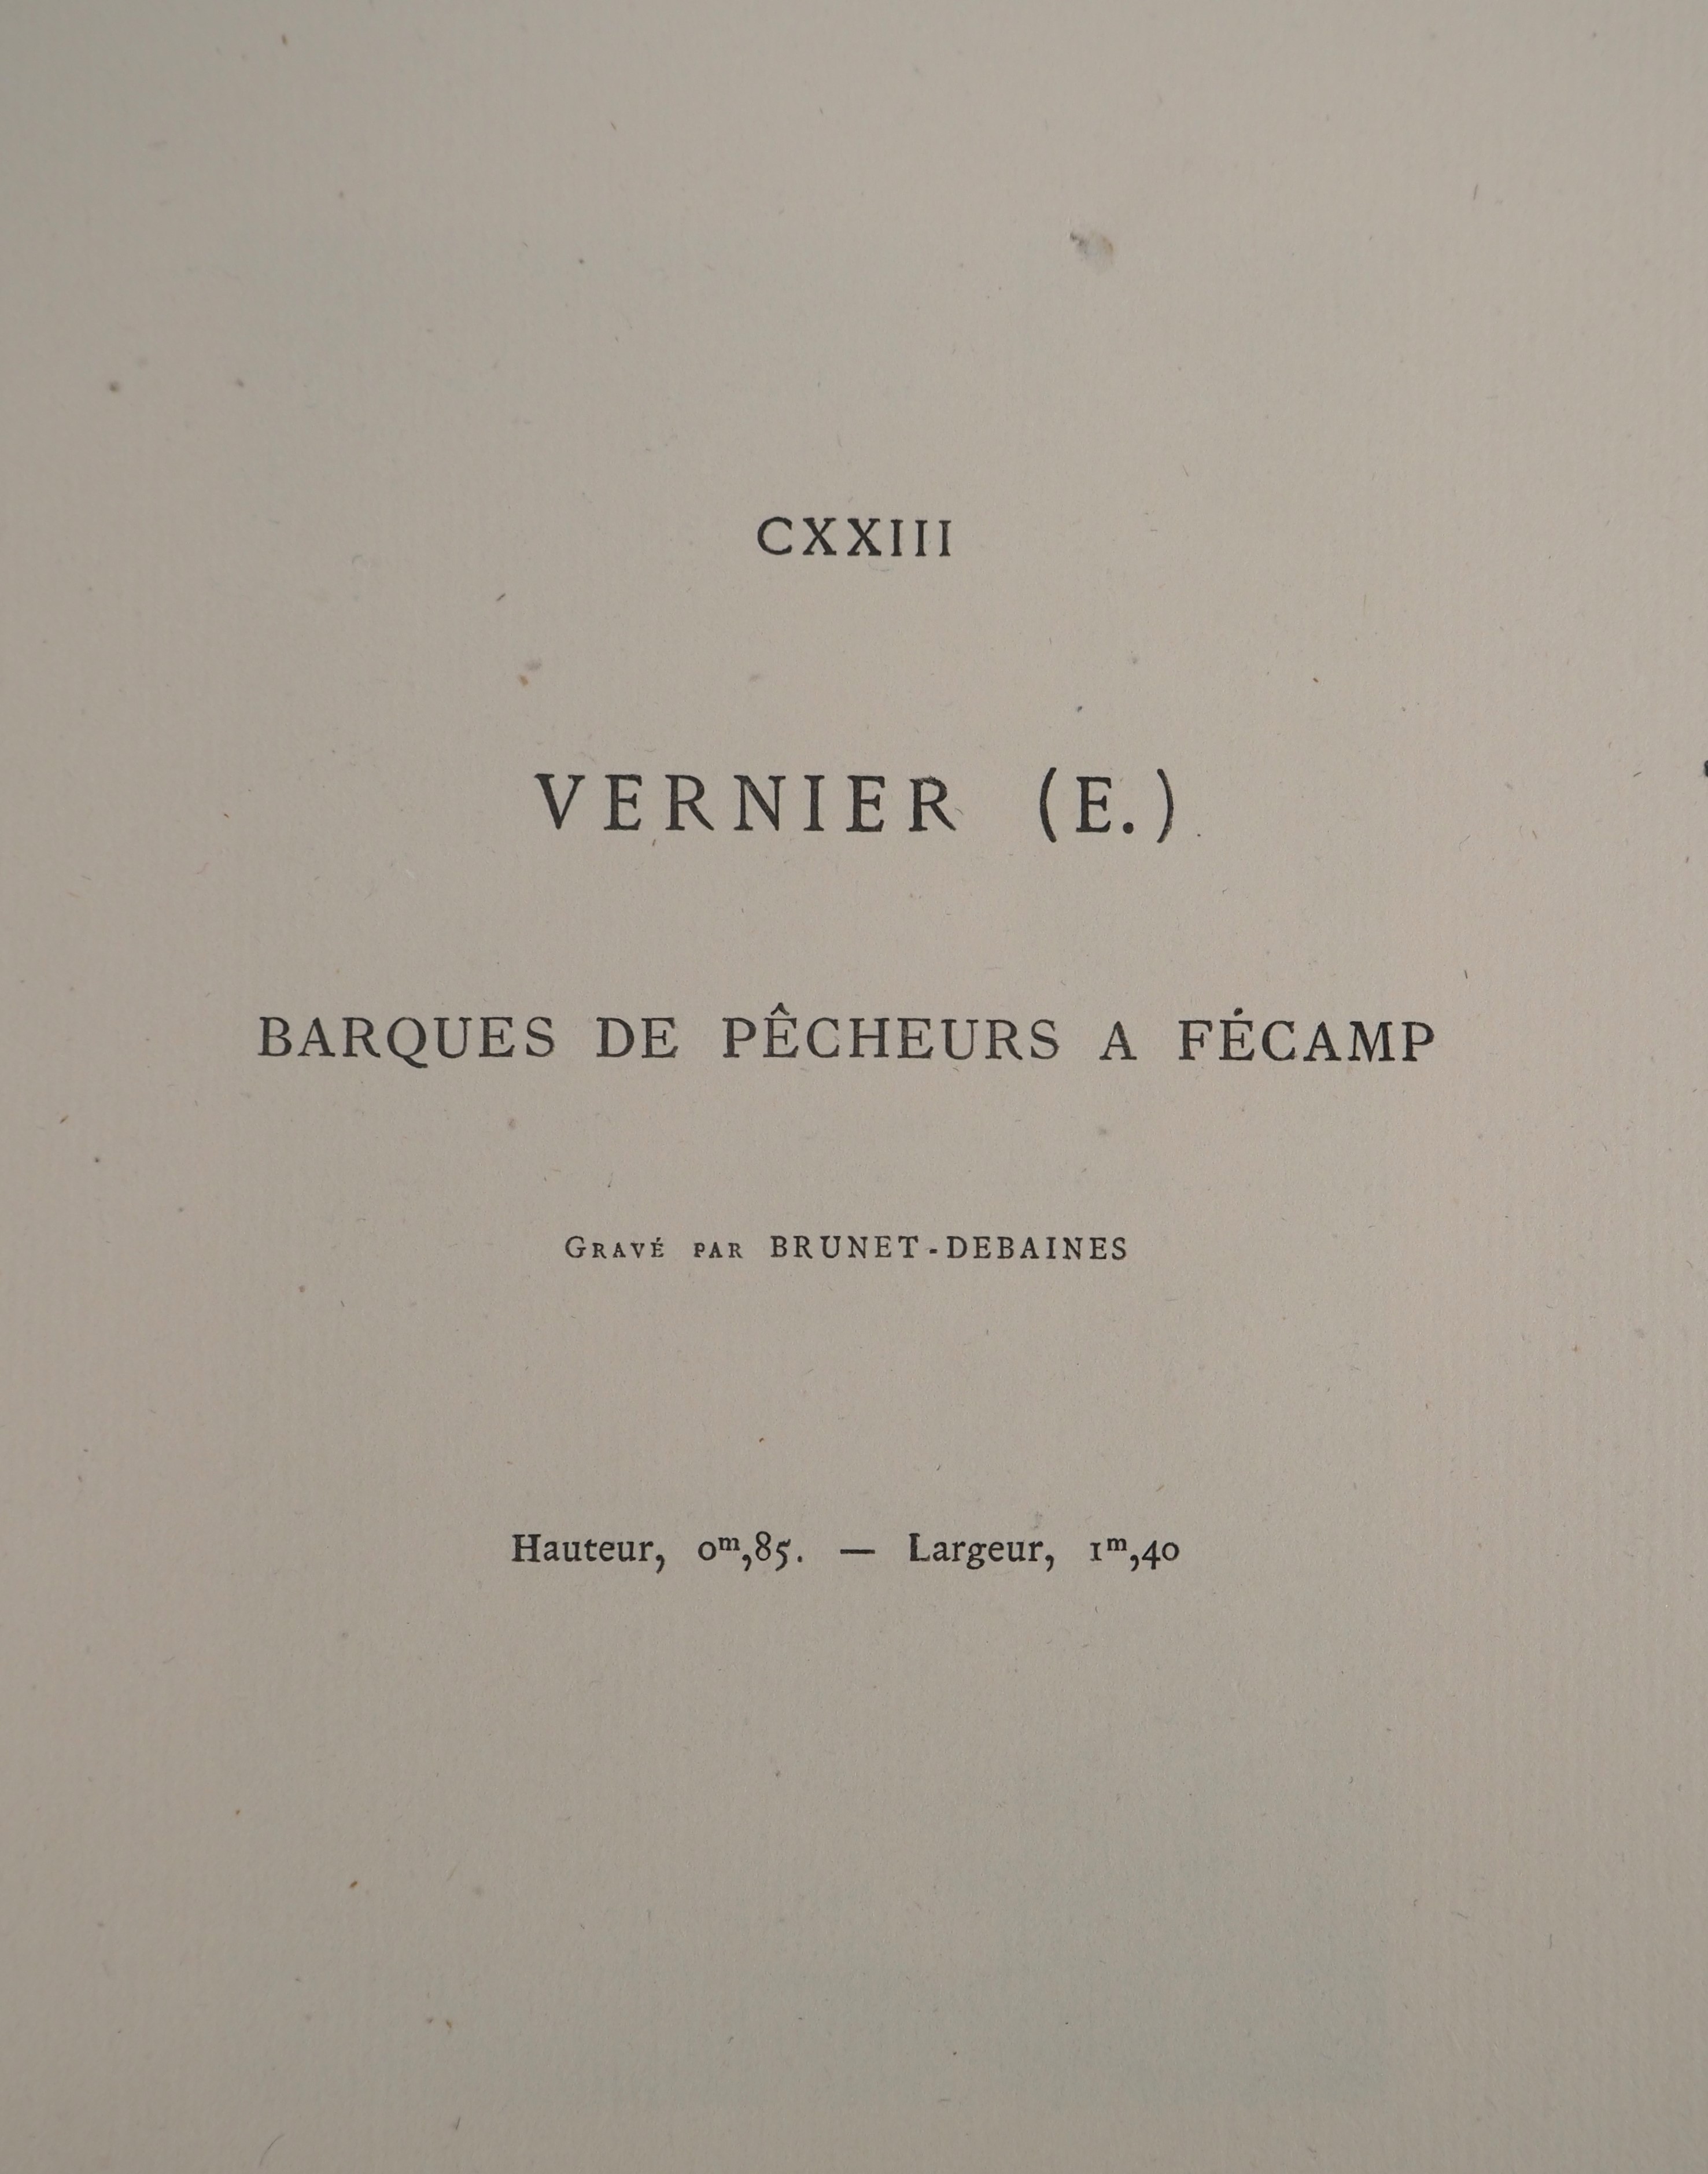 CXXIII
VERNIER (E.)
BARQUES DE PÊCHEURS A FÉCAMP
GRAVÉ PAR BRUNET-DEBAINES
Hauteur, 0ᵐ,85. — Largeur, 1ᵐ,40